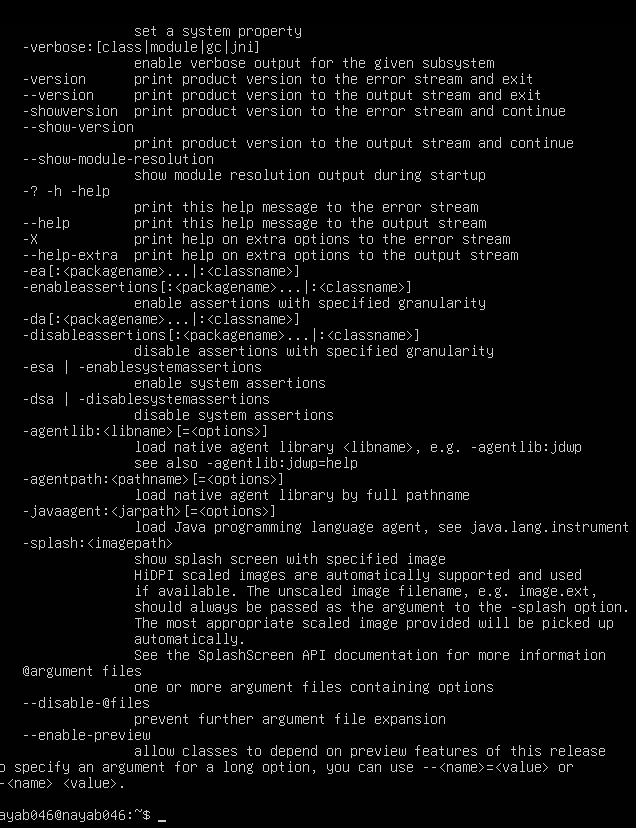 set a system property
-verbose:[class|module|gc|jni]
enable verbose output for the given subsystem
-version      print product version to the error stream and exit
--version     print product version to the output stream and exit
-showversion  print product version to the error stream and continue
--show-version
print product version to the output stream and continue
--show-module-resolution
show module resolution output during startup
-? -h -help
print this help message to the error stream
--help        print this help message to the output stream
-X            print help on extra options to the error stream
--help-extra  print help on extra options to the output stream
-ea[:<packagename>...|:<classname>]
-enableassertions[:<packagename>...|:<classname>]
enable assertions with specified granularity
-da[:<packagename>...|:<classname>]
-disableassertions[:<packagename>...|:<classname>]
disable assertions with specified granularity
-esa | -enablesystemassertions
enable system assertions
-dsa | -disablesystemassertions
disable system assertions
-agentlib:<libname>[=<options>]
load native agent library <libname>, e.g. -agentlib:jdwp
see also -agentlib:jdwp=help
-agentpath:<pathname>[=<options>]
load native agent library by full pathname
-javaagent:<jarpath>[=<options>]
load Java programming language agent, see java.lang.instrument
-splash:<imagepath>
show splash screen with specified image
HiDPI scaled images are automatically supported and used
if available. The unscaled image filename, e.g. image.ext,
should always be passed as the argument to the -splash option.
The most appropriate scaled image provided will be picked up
automatically.
See the SplashScreen API documentation for more information
@argument files
one or more argument files containing options
--disable-@files
prevent further argument file expansion
--enable-preview
allow classes to depend on preview features of this release
o specify an argument for a long option, you can use --<name>=<value> or
-<name> <value>.
ayab046@nayab046:~$ _